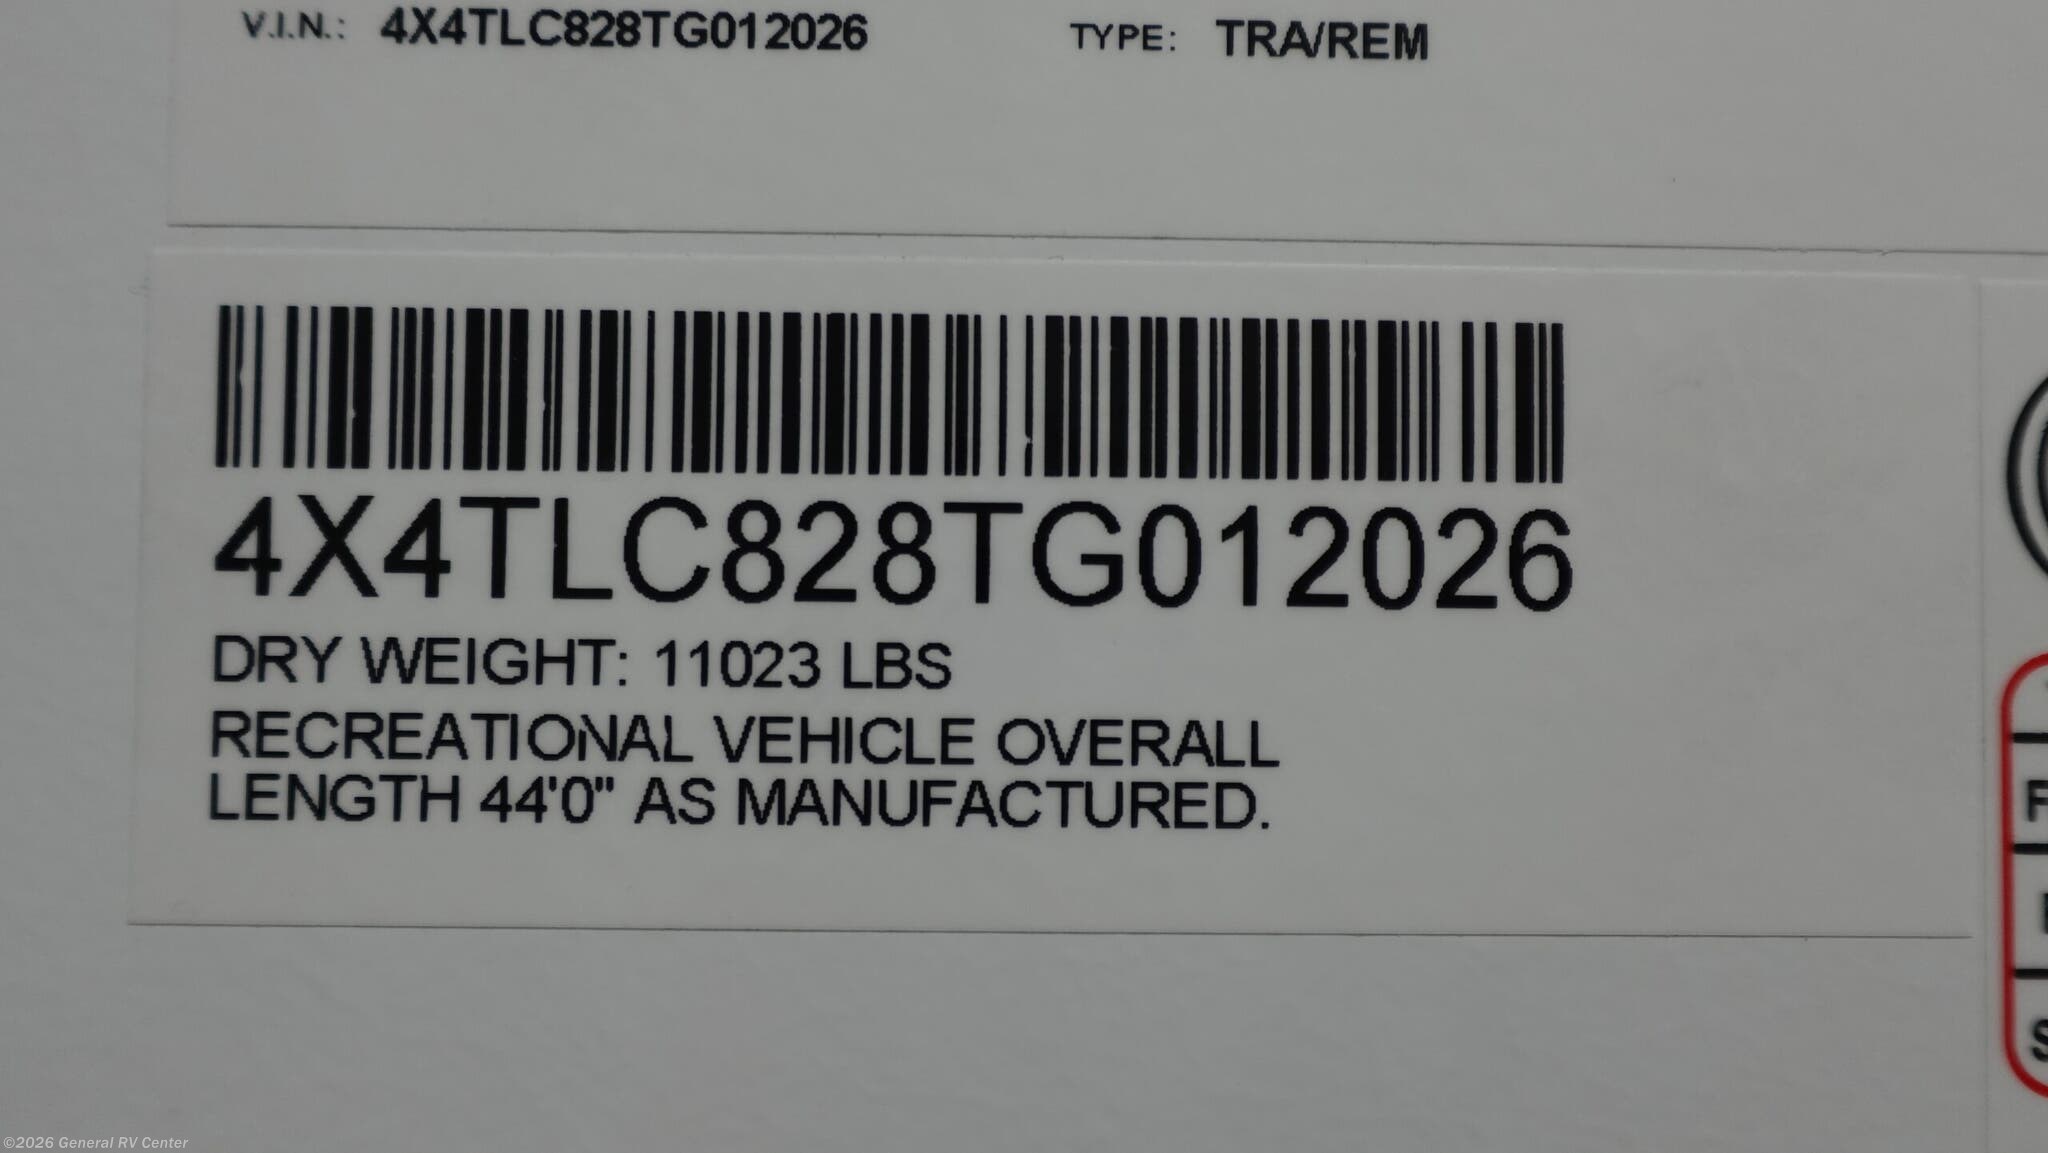 V.I.N.: 4X4TLC828TG012026 TYPE: TRA/REM
4X4TLC828TG012026
DRY WEIGHT: 11023 LBS
RECREATIONAL VEHICLE OVERALL
LENGTH 44'0" AS MANUFACTURED.
©2026 General RV Center